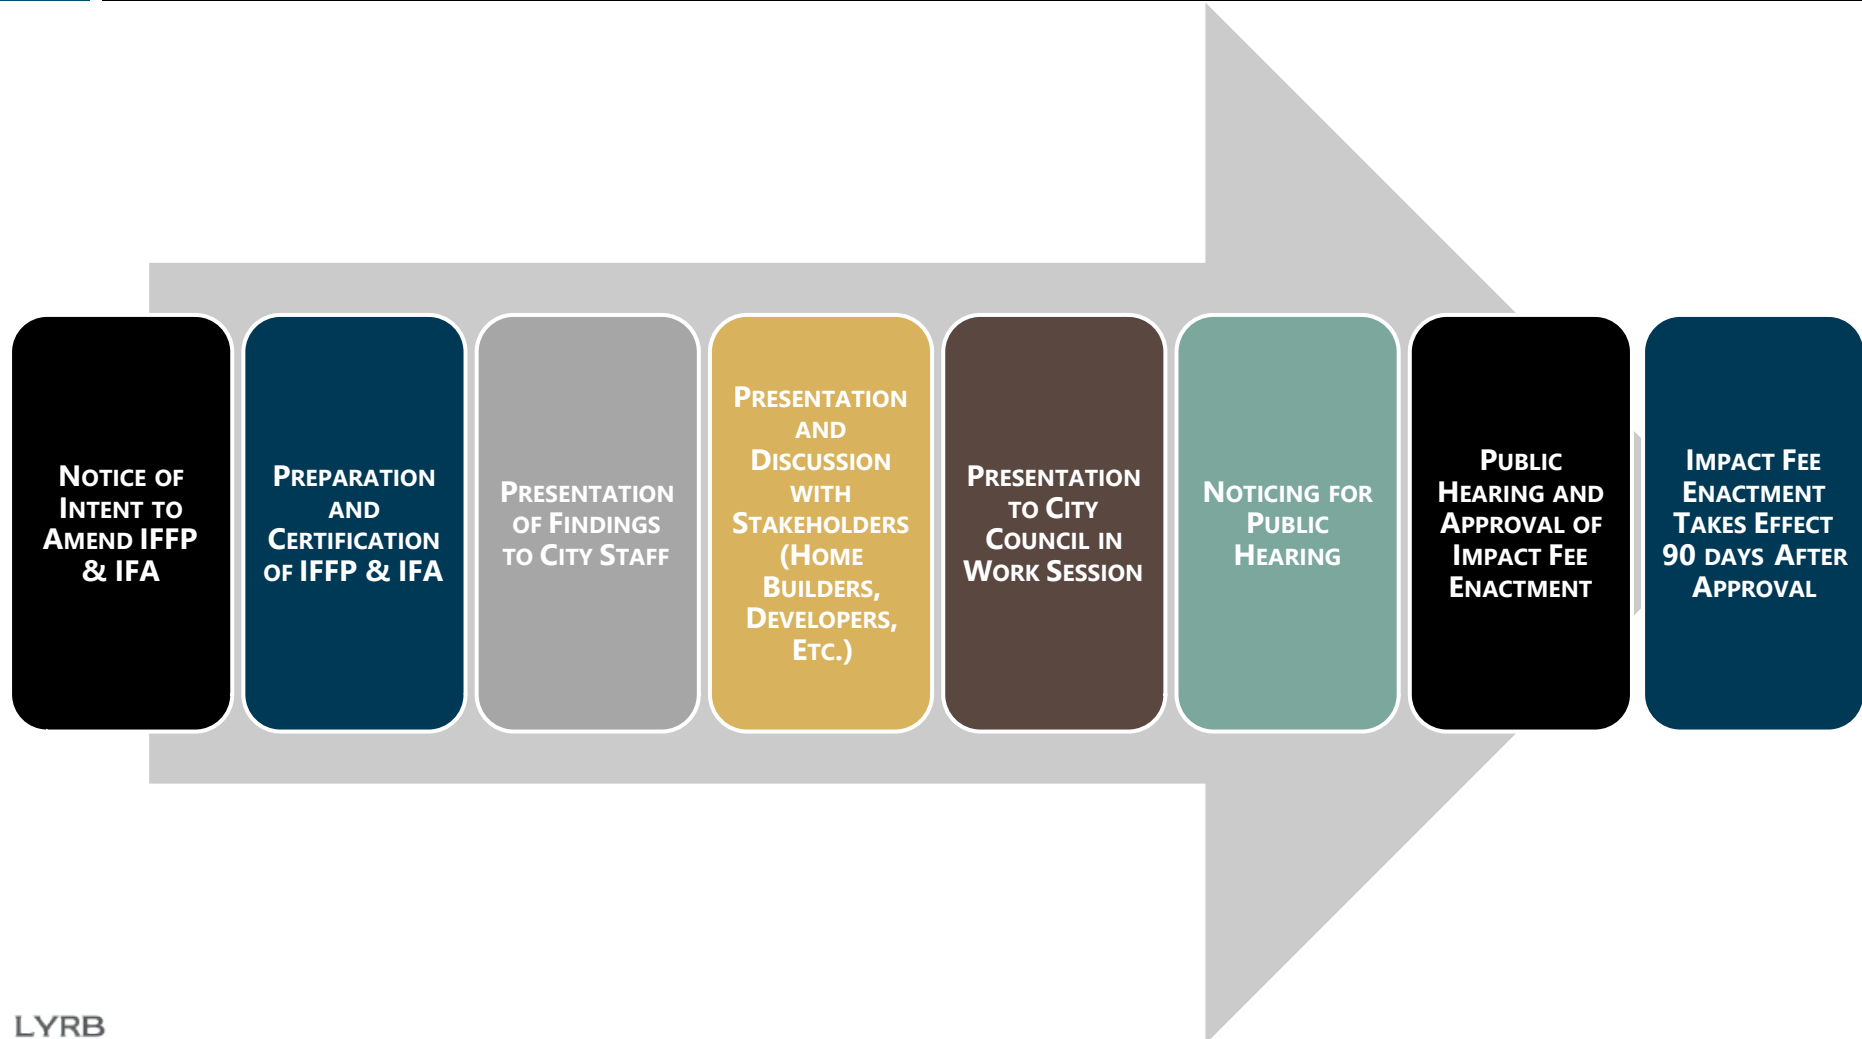 NOTICE OF
INTENT TO
AMEND IFFP
& IFA
PREPARATION
AND
CERTIFICATION
OF IFFP & IFA
PRESENTATION
OF FINDINGS
TO CITY STAFF
PRESENTATION
AND
DISCUSSION
WITH
STAKEHOLDERS
(HOME
BUILDERS,
DEVELOPERS,
ETC.)
PRESENTATION
TO CITY
COUNCIL IN
WORK SESSION
NOTICING FOR
PUBLIC
HEARING
PUBLIC
HEARING AND
APPROVAL OF
IMPACT FEE
ENACTMENT
IMPACT FEE
ENACTMENT
TAKES EFFECT
90 DAYS AFTER
APPROVAL
LYRB